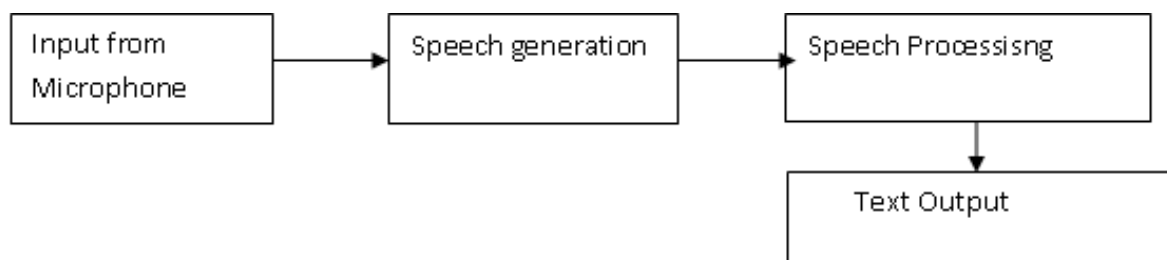 Input from
Microphone
Speech generation
Speech Processisng
Text Output